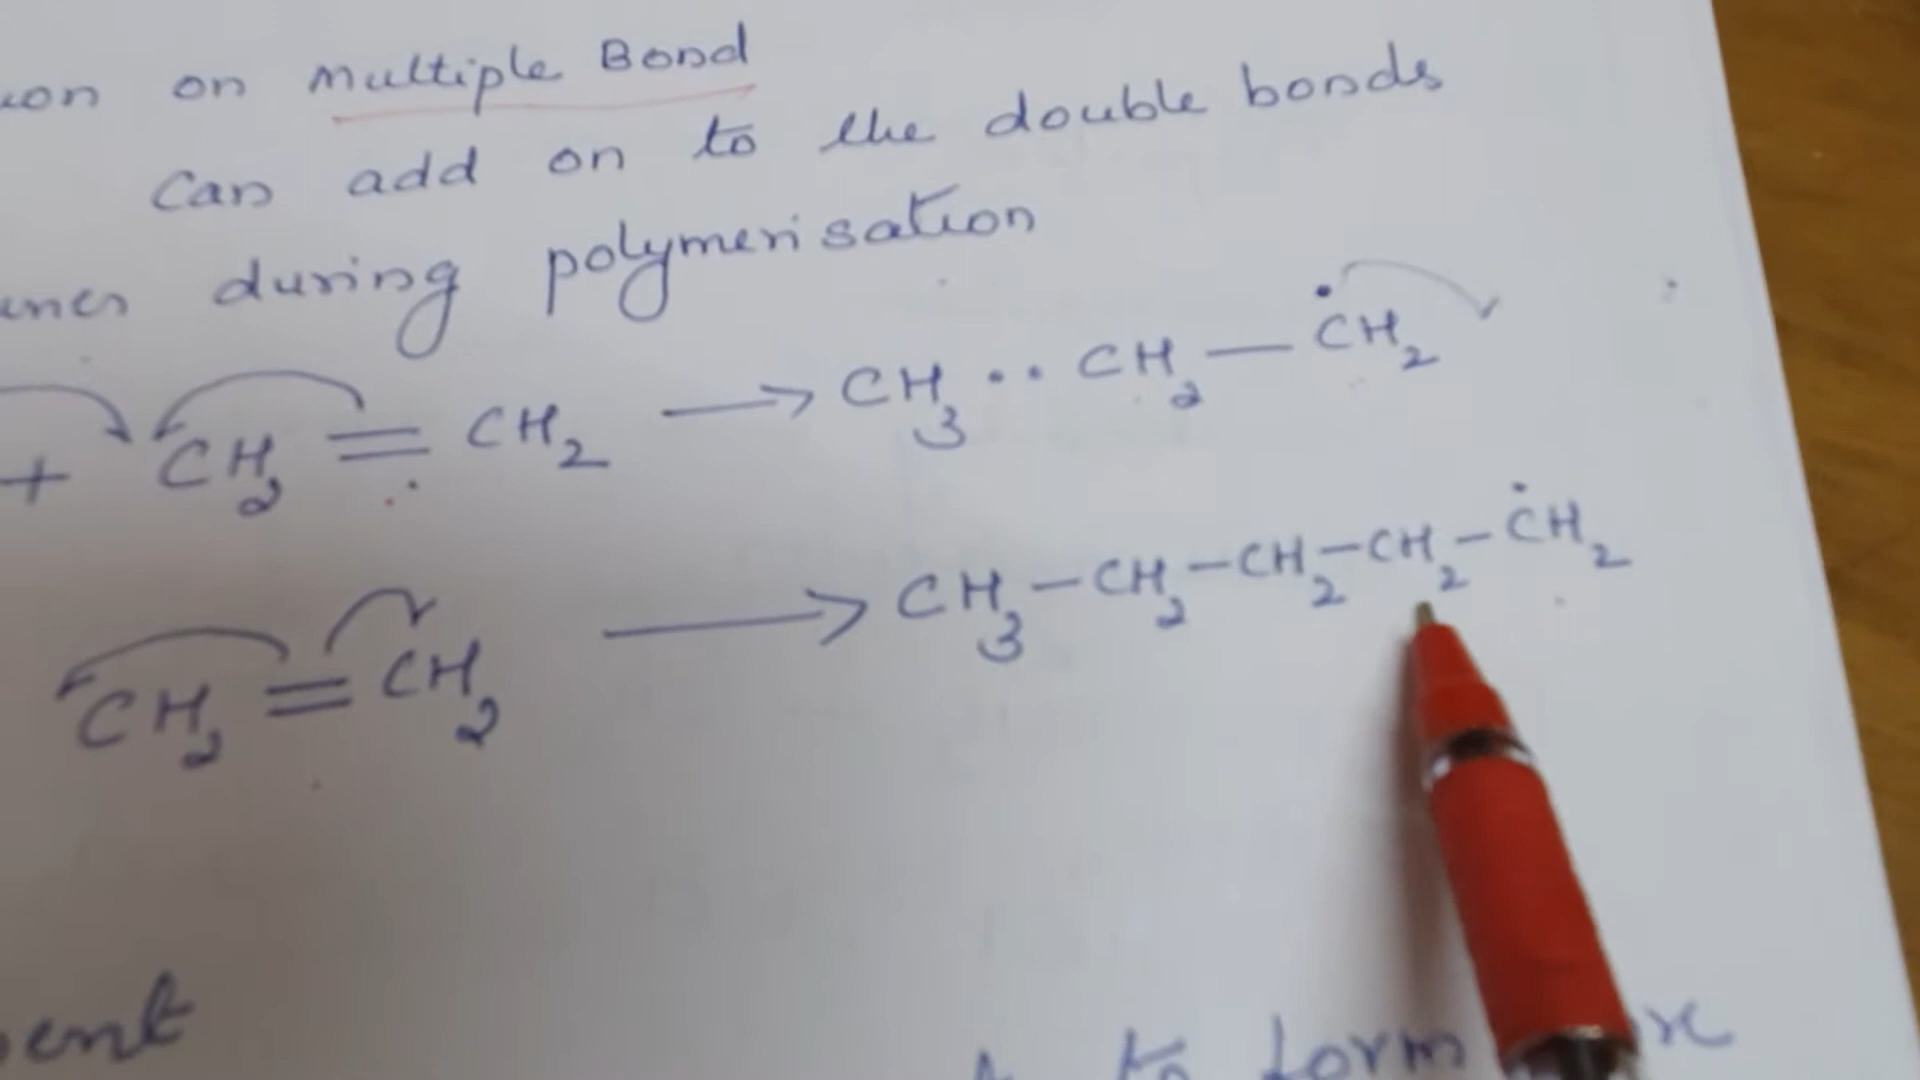 on Multiple Bond
Can add on to the double bonds
during polymerisation
+ CH₂ = CH₂ → CH₃ ·· CH₂ — ĊH₂
CH₂ = CH₂ → CH₃ – CH₂ – CH₂ – CH₂ – ĊH₂
to form